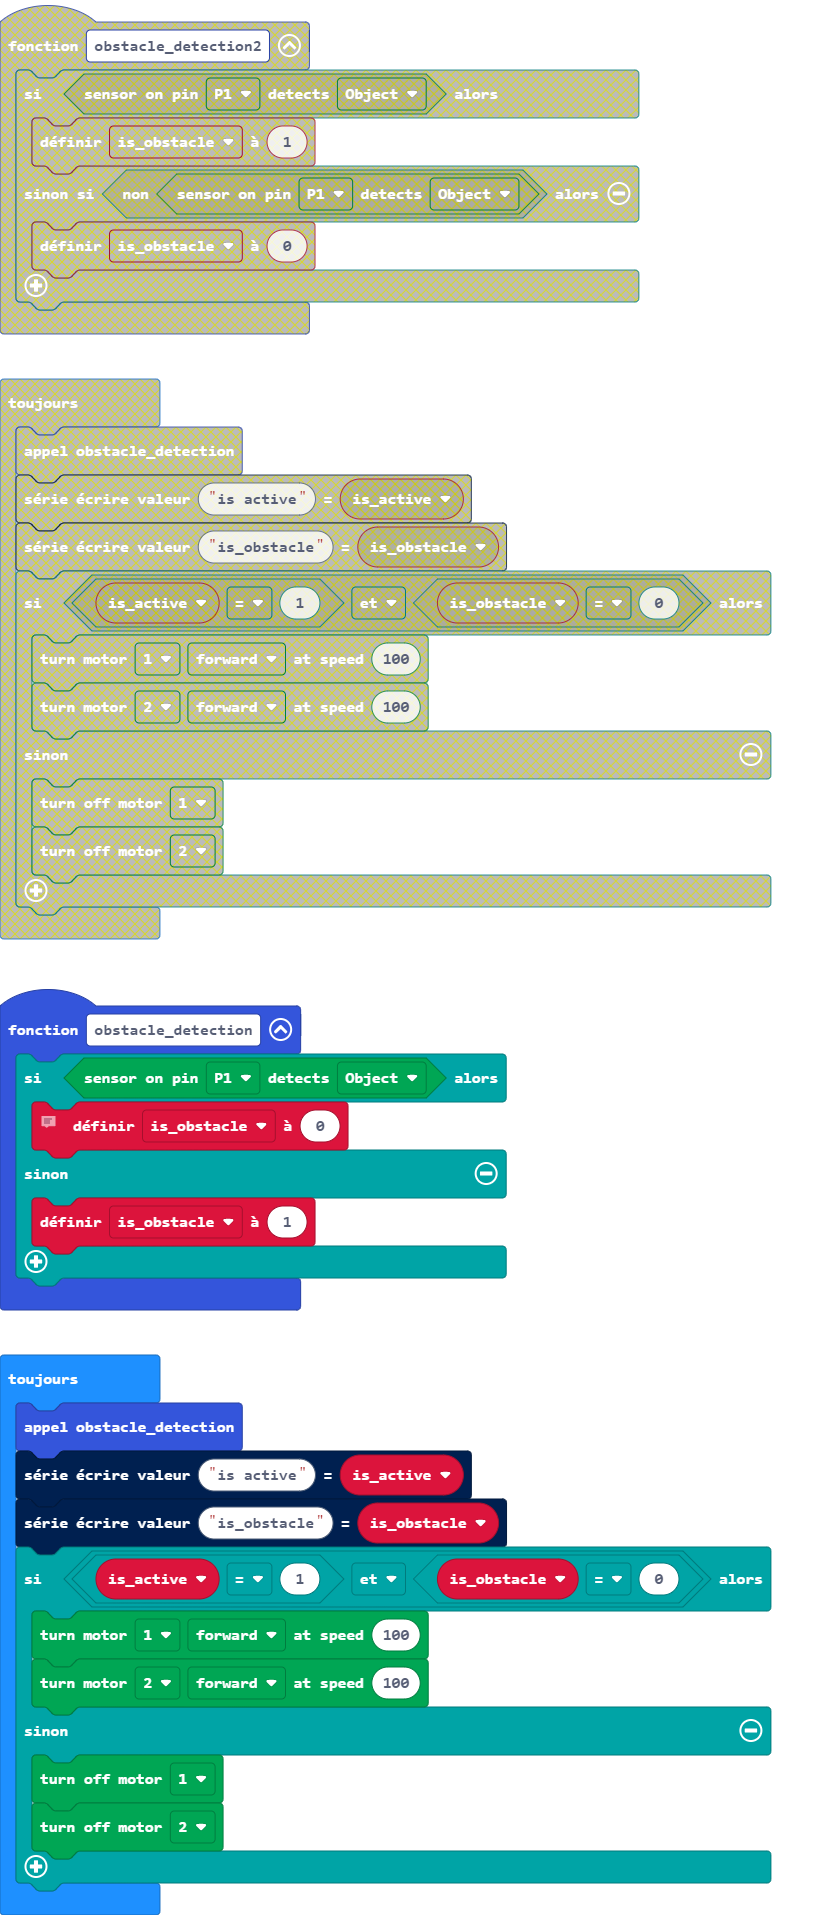 fonction obstacle_detection2
si sensor on pin P1 detects Object alors
définir is_obstacle à 1
sinon si non sensor on pin P1 detects Object alors
définir is_obstacle à 0
toujours
appel obstacle_detection
série écrire valeur "is active" = is_active
série écrire valeur "is_obstacle" = is_obstacle
si is_active = 1 et is_obstacle = 0 alors
turn motor 1 forward at speed 100
turn motor 2 forward at speed 100
sinon
turn off motor 1
turn off motor 2
fonction obstacle_detection
si sensor on pin P1 detects Object alors
définir is_obstacle à 0
sinon
définir is_obstacle à 1
toujours
appel obstacle_detection
série écrire valeur "is active" = is_active
série écrire valeur "is_obstacle" = is_obstacle
si is_active = 1 et is_obstacle = 0 alors
turn motor 1 forward at speed 100
turn motor 2 forward at speed 100
sinon
turn off motor 1
turn off motor 2